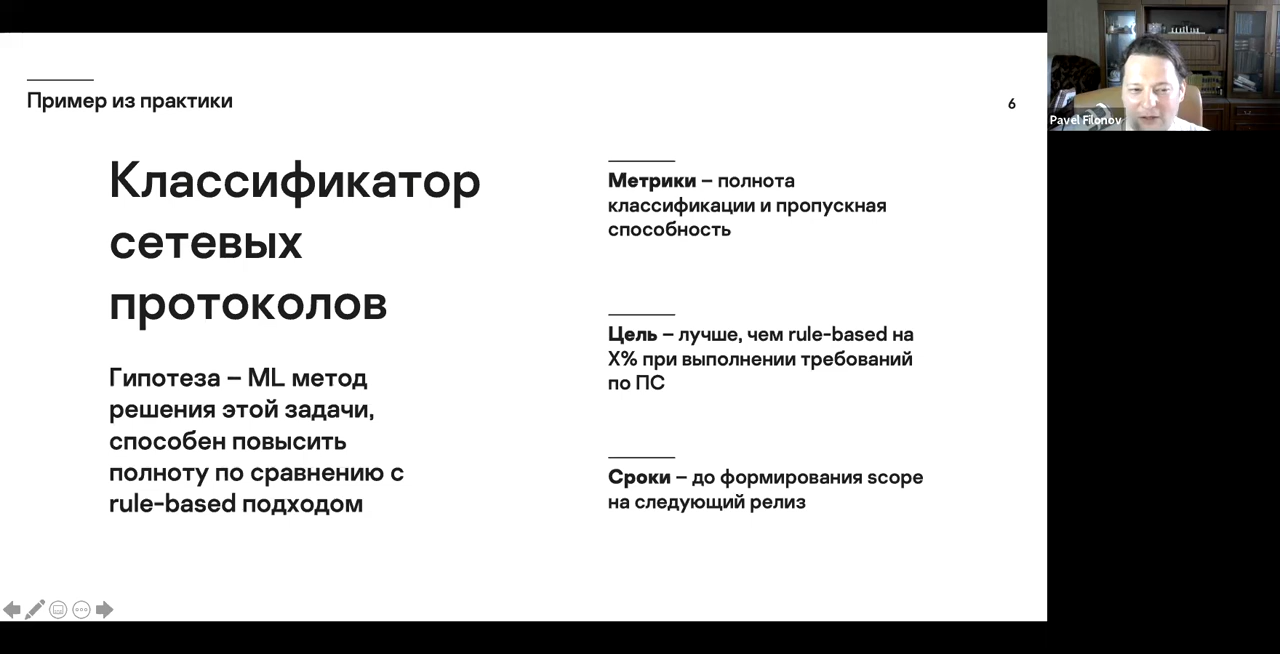 Пример из практики
6
Pavel Filonov
Классификатор
сетевых
протоколов
Гипотеза – ML метод
решения этой задачи,
способен повысить
полноту по сравнению с
rule-based подходом
Метрики – полнота
классификации и пропускная
способность
Цель – лучше, чем rule-based на
X% при выполнении требований
по ПС
Сроки – до формирования scope
на следующий релиз